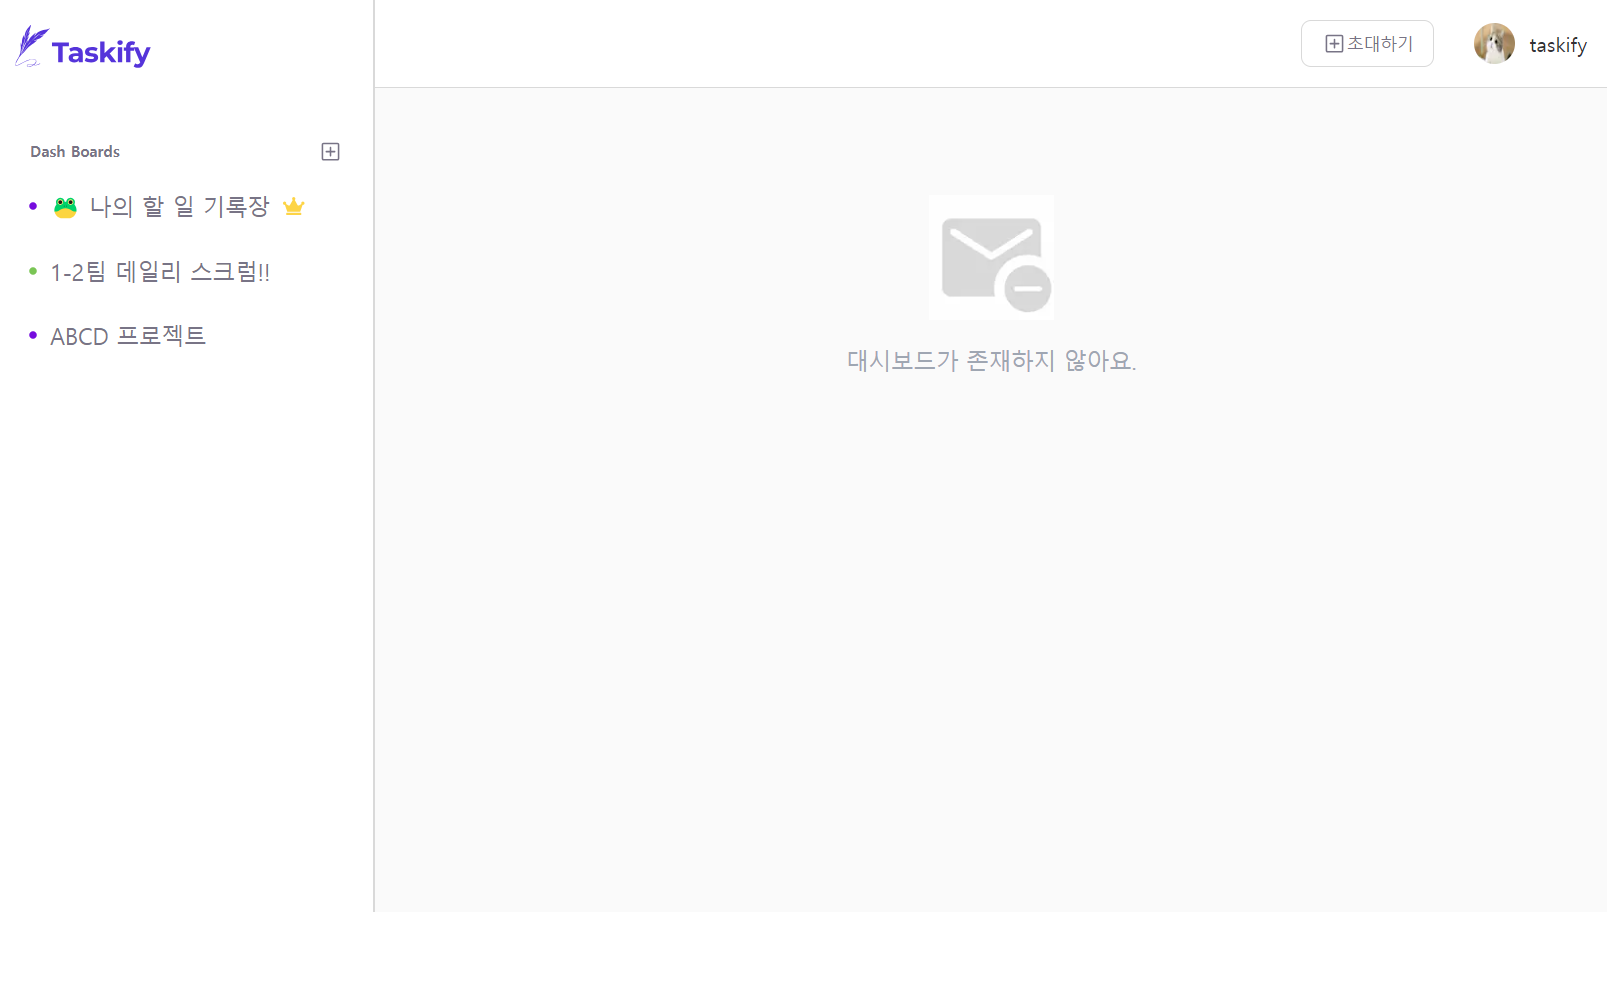 Taskify
초대하기
taskify
Dash Boards
🐸 나의 할 일 기록장
1-2팀 데일리 스크럼!!
ABCD 프로젝트
대시보드가 존재하지 않아요.